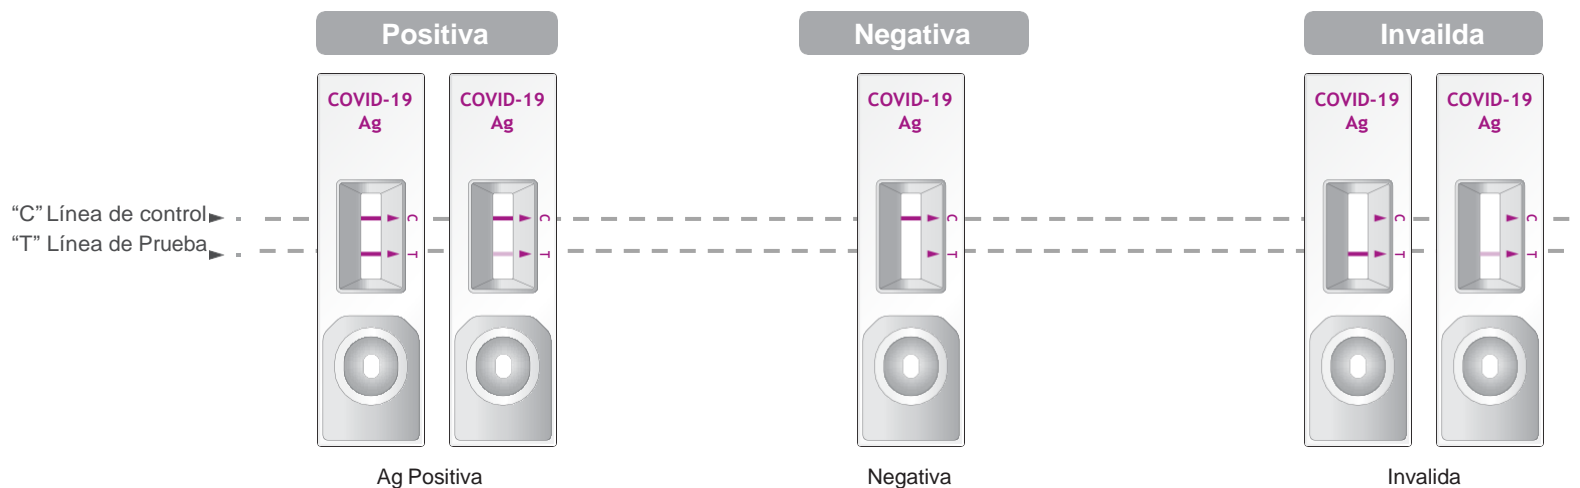 Positiva
Negativa
Invailda
COVID-19
Ag
COVID-19
Ag
COVID-19
Ag
COVID-19
Ag
COVID-19
Ag
“C” Línea de control
“T” Línea de Prueba
C
T
C
T
C
T
C
T
C
T
Ag Positiva
Negativa
Invalida